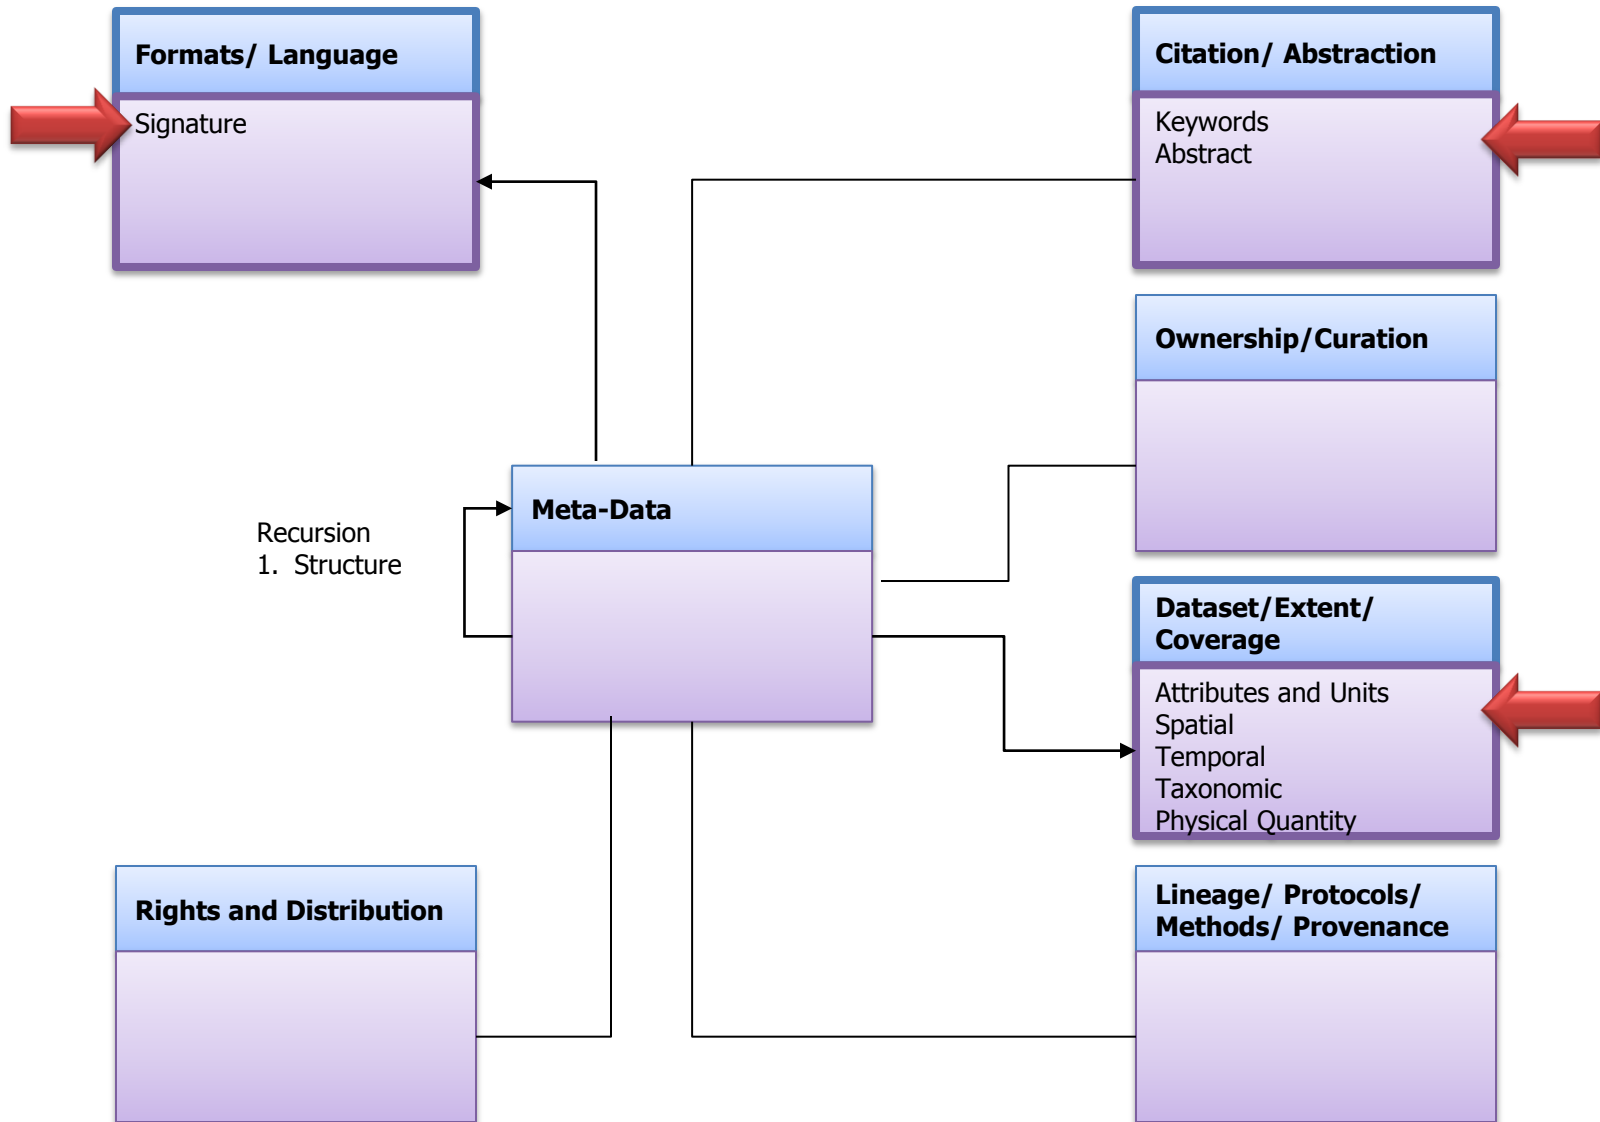 Formats/ Language
Signature
Citation/ Abstraction
Keywords
Abstract
Ownership/Curation
Meta-Data
Recursion
1. Structure
Dataset/Extent/
Coverage
Attributes and Units
Spatial
Temporal
Taxonomic
Physical Quantity
Rights and Distribution
Lineage/ Protocols/
Methods/ Provenance